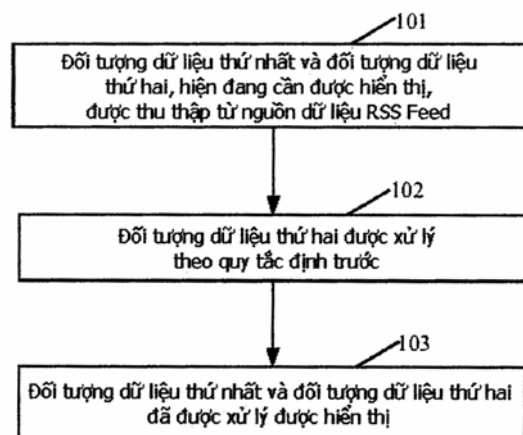 101
Đối tượng dữ liệu thứ nhất và đối tượng dữ liệu
thứ hai, hiện đang cần được hiển thị,
được thu thập từ nguồn dữ liệu RSS Feed
102
Đối tượng dữ liệu thứ hai được xử lý
theo quy tắc định trước
103
Đối tượng dữ liệu thứ nhất và đối tượng dữ liệu thứ hai
đã được xử lý được hiển thị